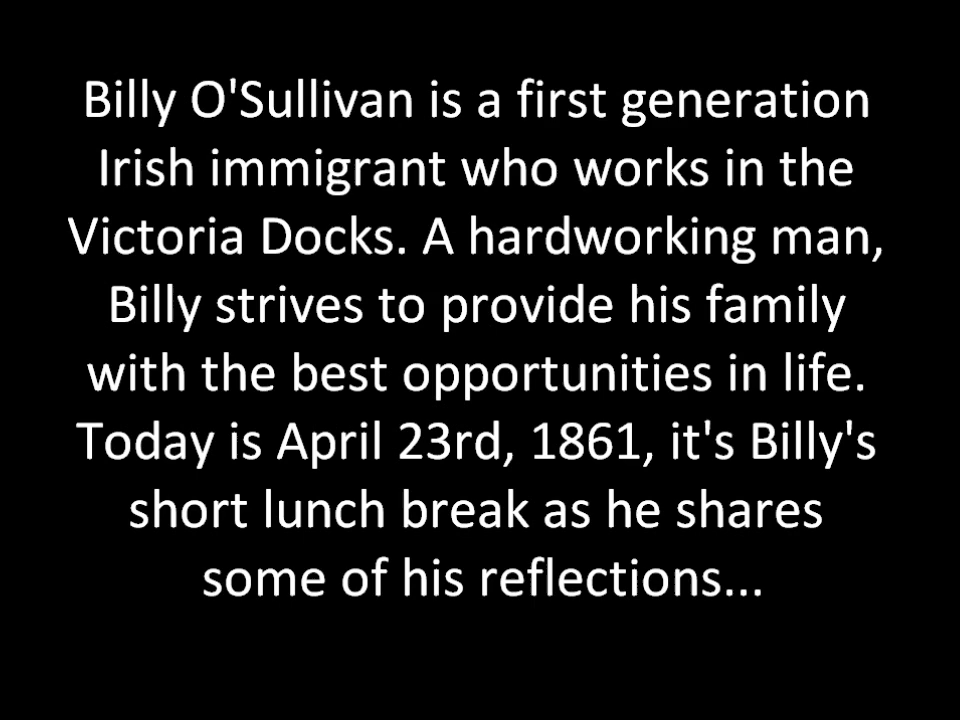 Billy O'Sullivan is a first generation
Irish immigrant who works in the
Victoria Docks. A hardworking man,
Billy strives to provide his family
with the best opportunities in life.
Today is April 23rd, 1861, it's Billy's
short lunch break as he shares
some of his reflections...